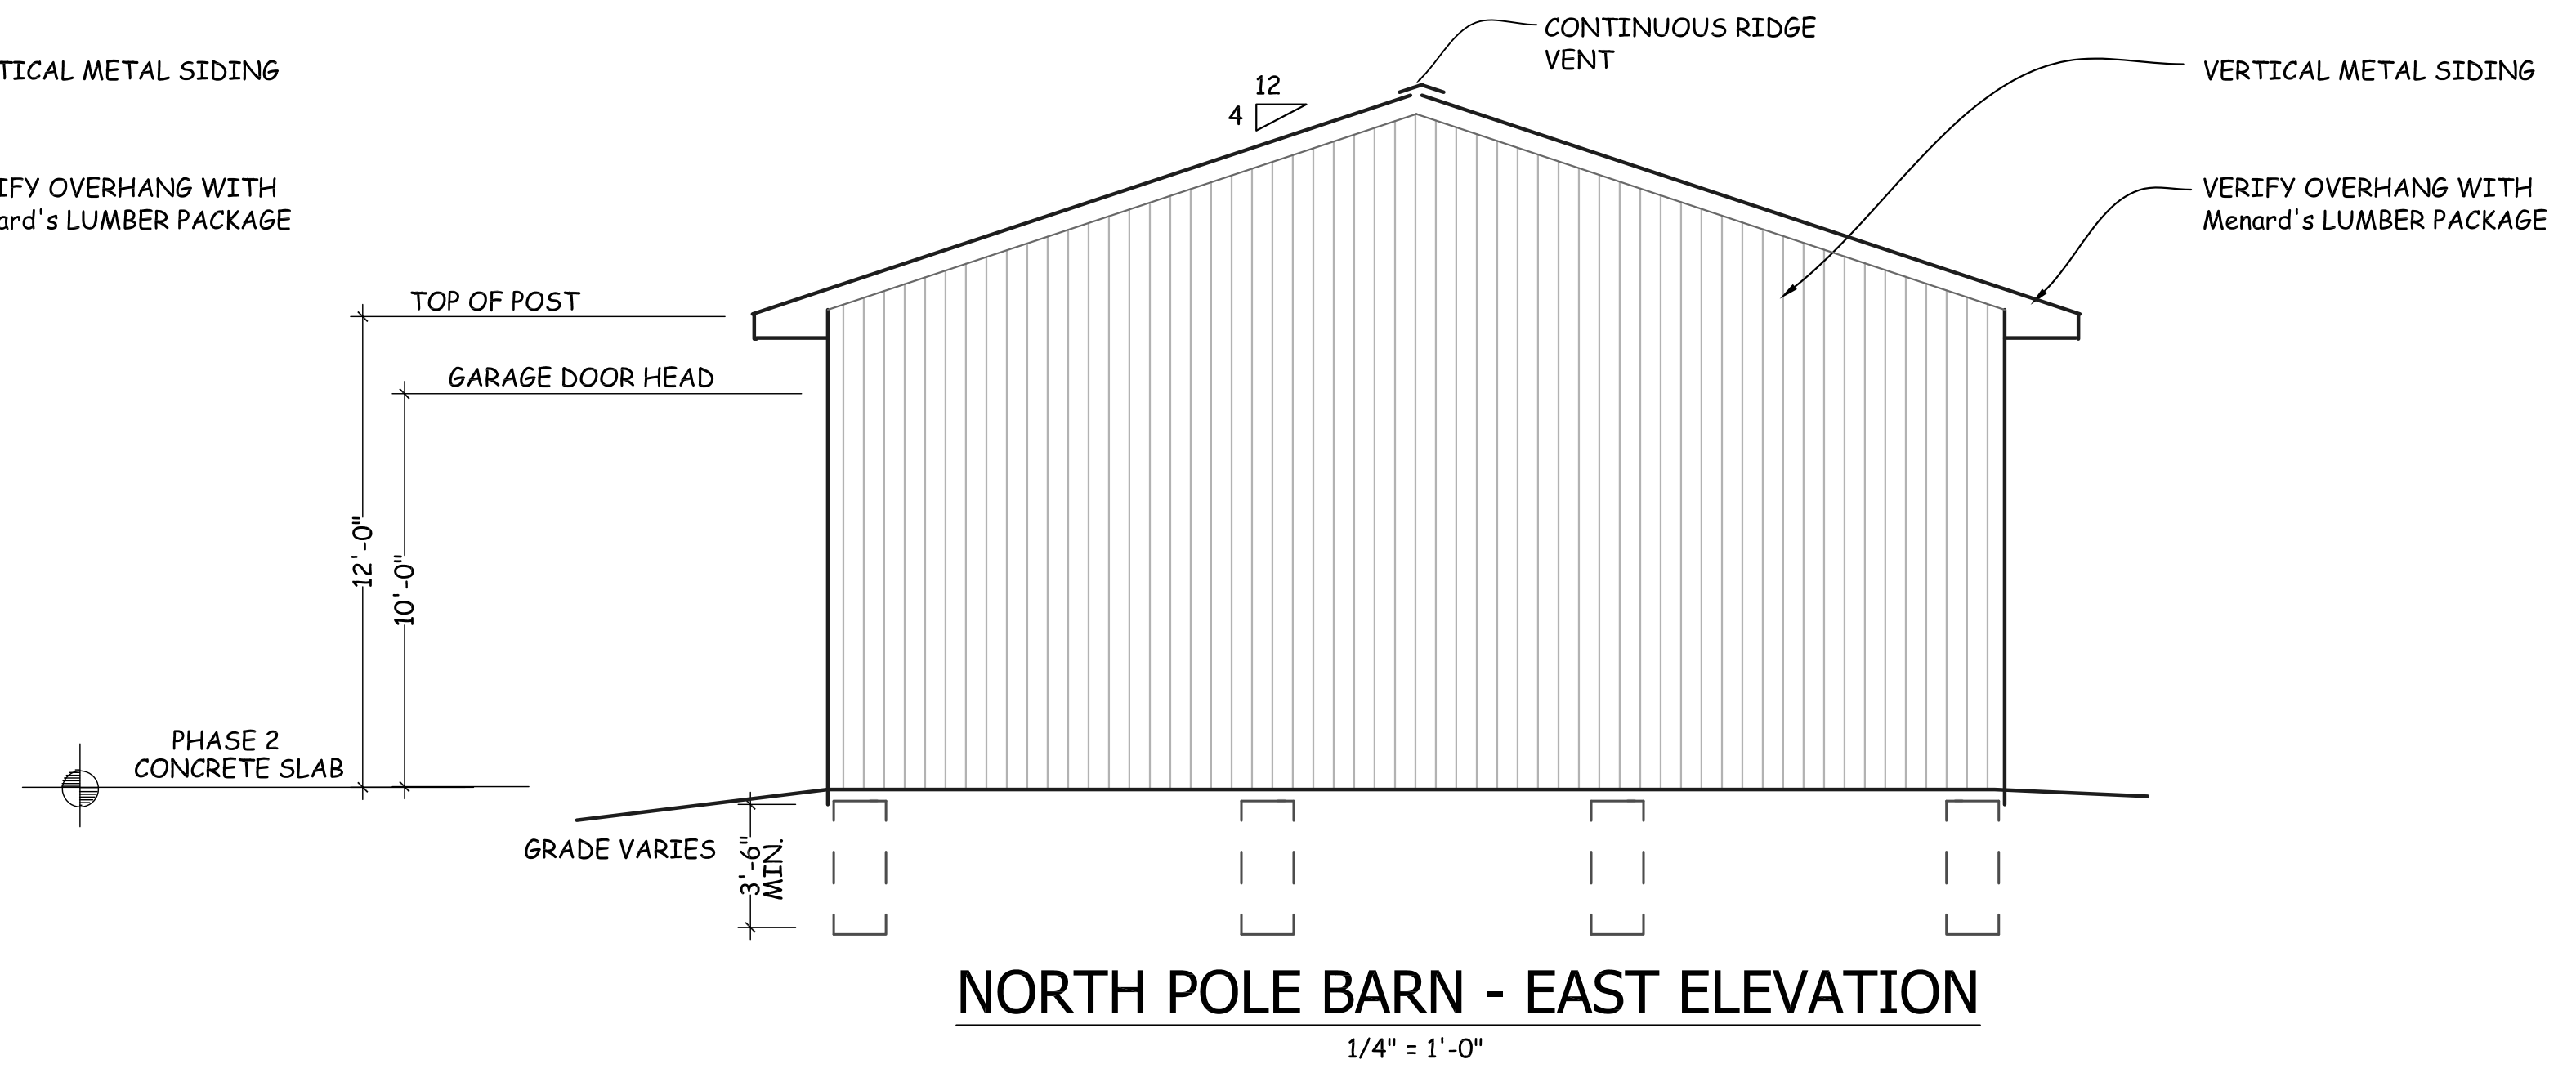 CONTINUOUS RIDGE
VENT
TICAL METAL SIDING
VERTICAL METAL SIDING
12
4
IFY OVERHANG WITH
ard's LUMBER PACKAGE
VERIFY OVERHANG WITH
Menard's LUMBER PACKAGE
TOP OF POST
GARAGE DOOR HEAD
12'-0"
10'-0"
PHASE 2
CONCRETE SLAB
GRADE VARIES
3'-6"
MIN.
NORTH POLE BARN - EAST ELEVATION
1/4" = 1'-0"